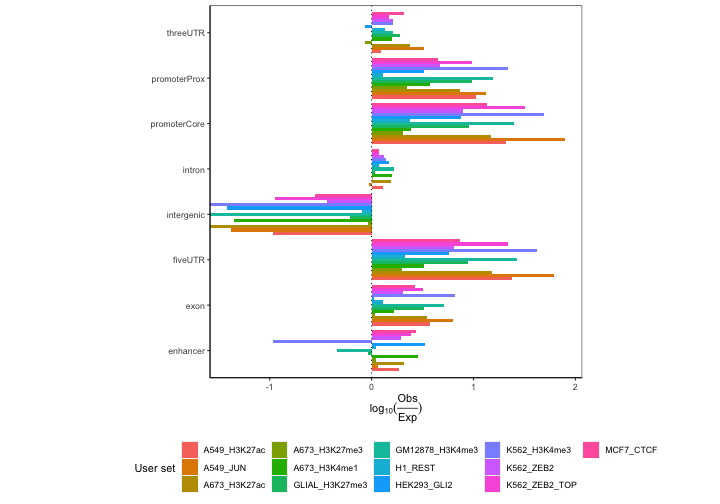 threeUTR
promoterProx
promoterCore
intron
intergenic
fiveUTR
exon
enhancer
-1 0 1 2
log10(Obs/Exp)
User set
A549_H3K27ac A673_H3K27me3 GM12878_H3K4me3 K562_H3K4me3 MCF7_CTCF
A549_JUN A673_H3K4me1 H1_REST K562_ZEB2
A673_H3K27ac GLIAL_H3K27me3 HEK293_GLI2 K562_ZEB2_TOP